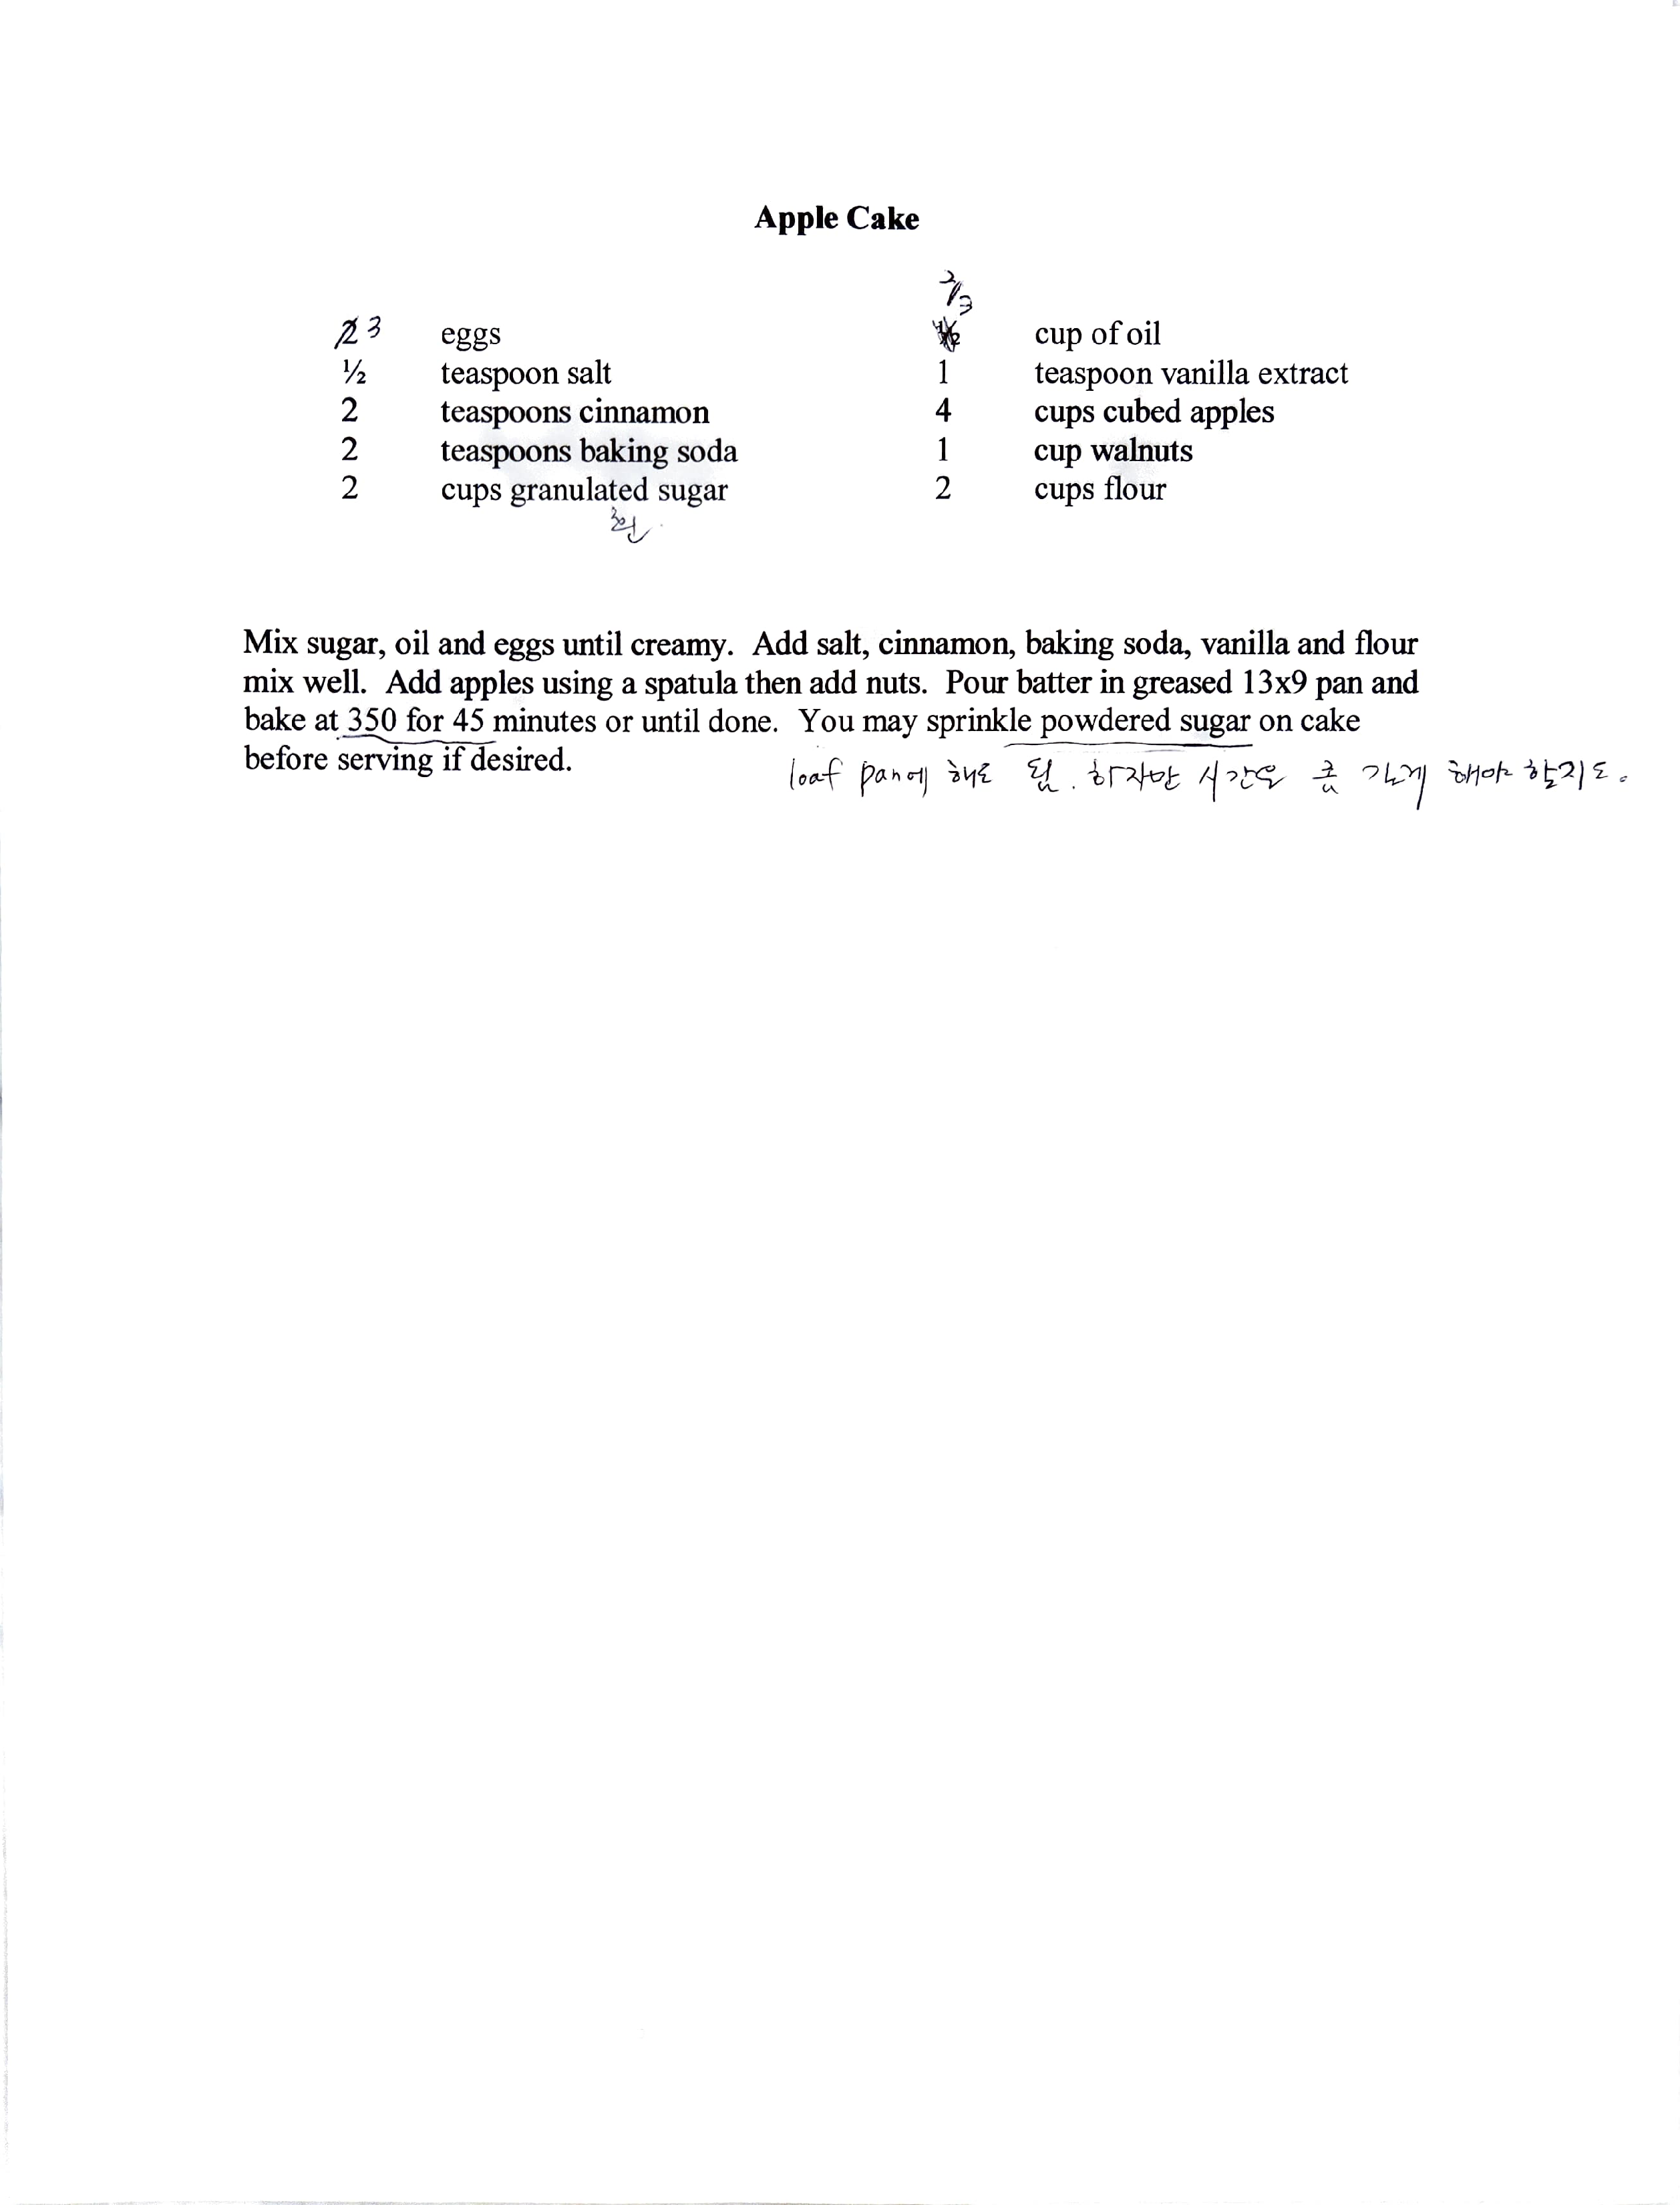 Apple Cake
2 3 eggs
½ teaspoon salt
2 teaspoons cinnamon
2 teaspoons baking soda
2 cups granulated sugar
흰
2/3
½ cup of oil
1 teaspoon vanilla extract
4 cups cubed apples
1 cup walnuts
2 cups flour
Mix sugar, oil and eggs until creamy. Add salt, cinnamon, baking soda, vanilla and flour
mix well. Add apples using a spatula then add nuts. Pour batter in greased 13x9 pan and
bake at 350 for 45 minutes or until done. You may sprinkle powdered sugar on cake
before serving if desired.
loaf pan에 해도 됨. 하지만 시간은 좀 길게 해야 할지도.